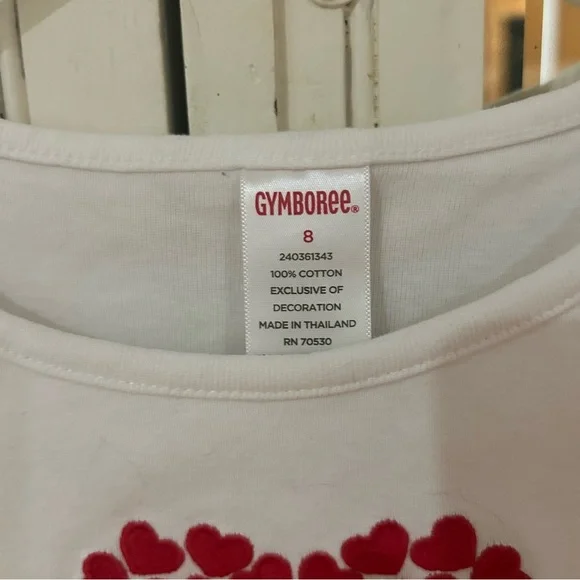 GYMBOREE®
8
240361343
100% COTTON
EXCLUSIVE OF
DECORATION
MADE IN THAILAND
RN 70530